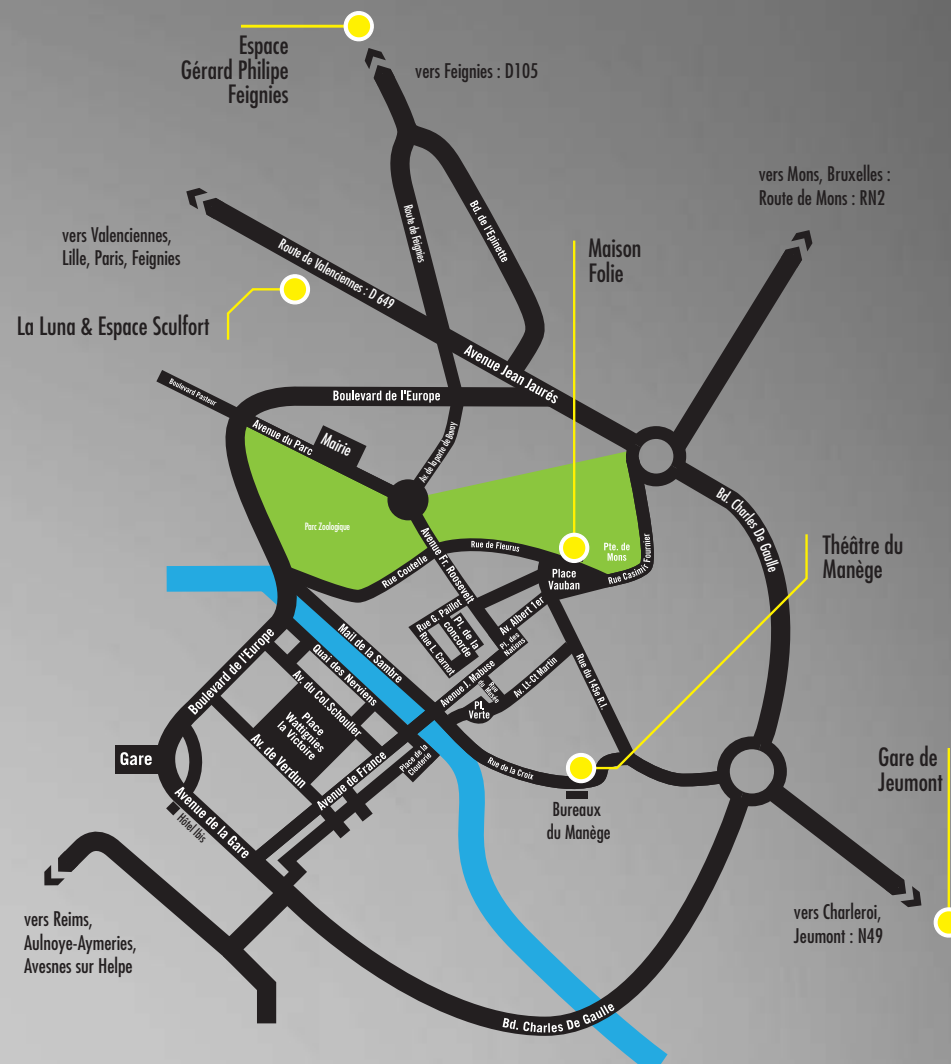 Espace
Gérard Philipe
Feignies
vers Feignies : D105
vers Mons, Bruxelles :
Route de Mons : RN2
vers Valenciennes,
Lille, Paris, Feignies
Route de Valenciennes : D 649
Route de Feignies
Bd. de l'Epinette
Maison
Folie
La Luna & Espace Sculfort
Avenue Jean Jaurés
Boulevard Pasteur
Boulevard de l'Europe
Avenue du Parc
Mairie
Av. de la porte de Bavay
Bd. Charles De Gaulle
Parc Zoologique
Avenue Fr. Roosevelt
Rue de Fleurus
Pte. de
Mons
Rue Casimir Fournier
Théâtre du
Manège
Rue Coutelle
Place
Vauban
Rue G. Paillot
Pl. de la
concorde
Rue L. Carnot
Av. Albert 1er
Pl. des
Nations
Mail de la Sambre
Quai des Nerviens
Boulevard de l'Europe
Avenue J. Mabuse
Rue
du Musée
Av. Lt-Ct Martin
Rue du 145e R.I.
Av. du Col.Schouller
Pl.
Verte
Place
Wattignies
la Victoire
Av. de Verdun
Gare
Avenue de France
Place de la
Clouterie
Rue de la Croix
Gare de
Jeumont
Avenue de la Gare
Hôtel Ibis
Bureaux
du Manège
vers Reims,
Aulnoye-Aymeries,
Avesnes sur Helpe
vers Charleroi,
Jeumont : N49
Bd. Charles De Gaulle